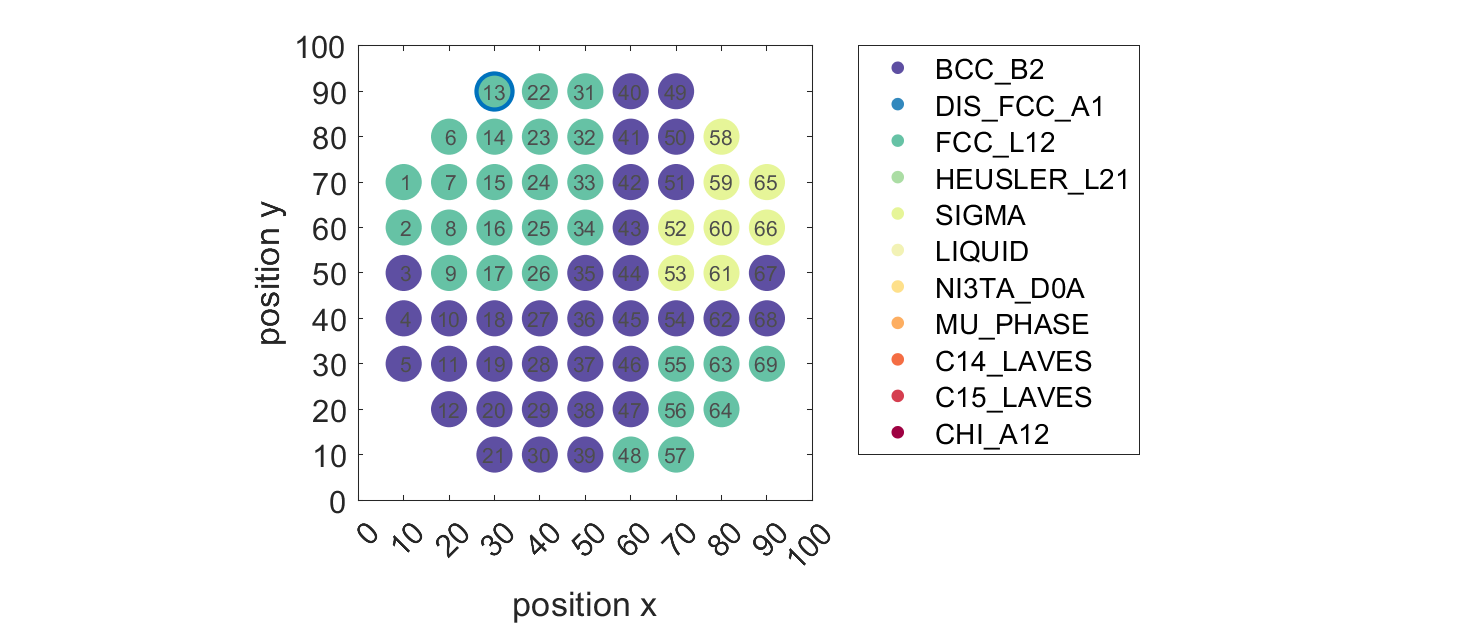 100
90
80
70
60
50
40
30
20
10
0
position y
13 22 31 40 49
6 14 23 32 41 50 58
1 7 15 24 33 42 51 59 65
2 8 16 25 34 43 52 60 66
3 9 17 26 35 44 53 61 67
4 10 18 27 36 45 54 62 68
5 11 19 28 37 46 55 63 69
12 20 29 38 47 56 64
21 30 39 48 57
0 10 20 30 40 50 60 70 80 90 100
position x
BCC_B2
DIS_FCC_A1
FCC_L12
HEUSLER_L21
SIGMA
LIQUID
NI3TA_D0A
MU_PHASE
C14_LAVES
C15_LAVES
CHI_A12